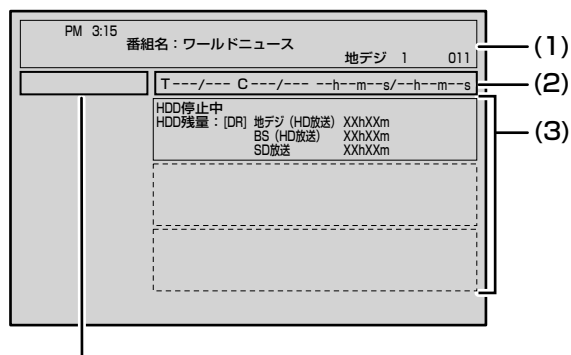 PM 3:15
番組名：ワールドニュース
地デジ 1 011
(1)
T---/--- C---/--- --h--m--s/--h--m--s
(2)
HDD停止中
HDD残量：[DR] 地デジ（HD放送） XXhXXm
BS（HD放送） XXhXXm
SD放送 XXhXXm
(3)